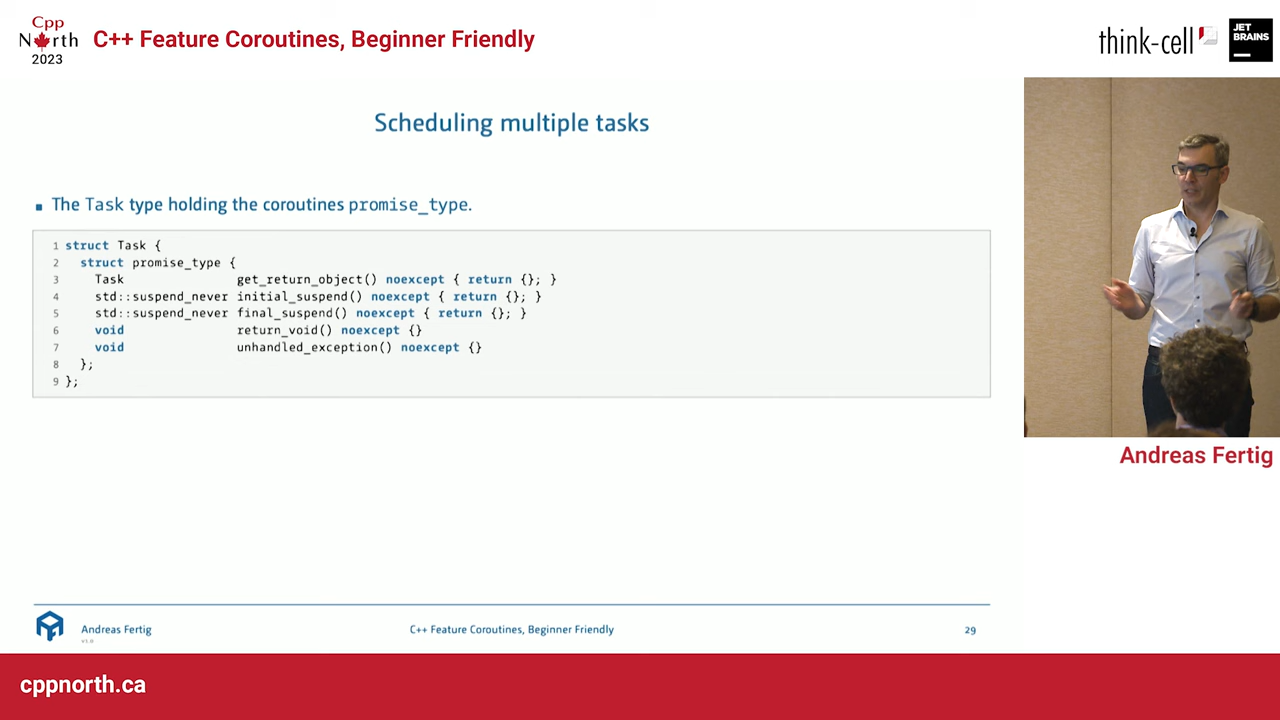 Cpp
North
2023
C++ Feature Coroutines, Beginner Friendly
think-cell
JET
BRAINS
Scheduling multiple tasks
The Task type holding the coroutines promise_type.
1 struct Task {
2 struct promise_type {
3 Task get_return_object() noexcept { return {}; }
4 std::suspend_never initial_suspend() noexcept { return {}; }
5 std::suspend_never final_suspend() noexcept { return {}; }
6 void return_void() noexcept {}
7 void unhandled_exception() noexcept {}
8 };
9 };
Andreas Fertig
Andreas Fertig
v1.0
C++ Feature Coroutines, Beginner Friendly
29
cppnorth.ca